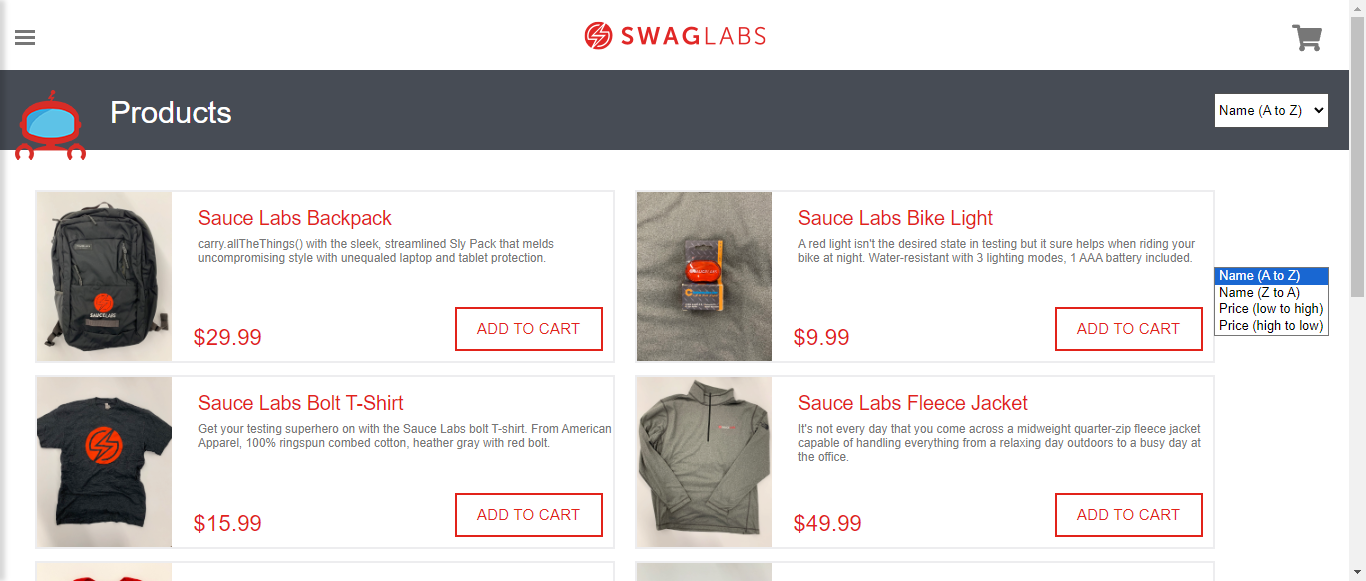 SWAGLABS
Products
Name (A to Z)
Sauce Labs Backpack
carry.allTheThings() with the sleek, streamlined Sly Pack that melds
uncompromising style with unequaled laptop and tablet protection.
$29.99
ADD TO CART
SAUCELABS
Sauce Labs Bike Light
A red light isn't the desired state in testing but it sure helps when riding your
bike at night. Water-resistant with 3 lighting modes, 1 AAA battery included.
$9.99
ADD TO CART
Name (A to Z)
Name (Z to A)
Price (low to high)
Price (high to low)
Sauce Labs Bolt T-Shirt
Get your testing superhero on with the Sauce Labs bolt T-shirt. From American
Apparel, 100% ringspun combed cotton, heather gray with red bolt.
$15.99
ADD TO CART
Sauce Labs Fleece Jacket
It's not every day that you come across a midweight quarter-zip fleece jacket
capable of handling everything from a relaxing day outdoors to a busy day at
the office.
$49.99
ADD TO CART